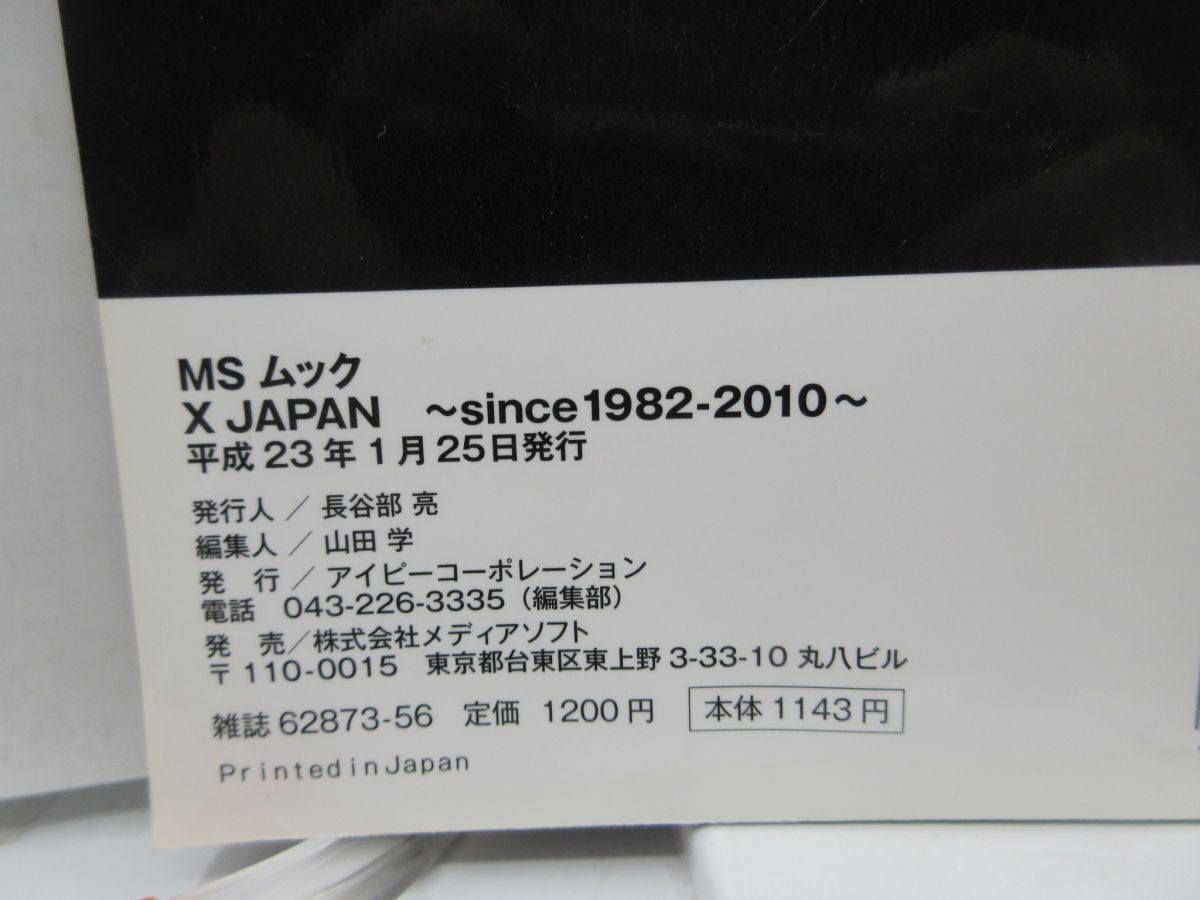 MS ムック
X JAPAN ～since1982-2010～
平成 23 年 1 月 25日発行
発行人 / 長谷部 亮
編集人 / 山田 学
発 行 / アイピーコーポレーション
電話 043-226-3335（編集部）
発 売/株式会社メディアソフト
〒110-0015 東京都台東区東上野 3-33-10 丸八ビル
雑誌 62873-56 定価 1200 円 本体 1143 円
Printed in Japan